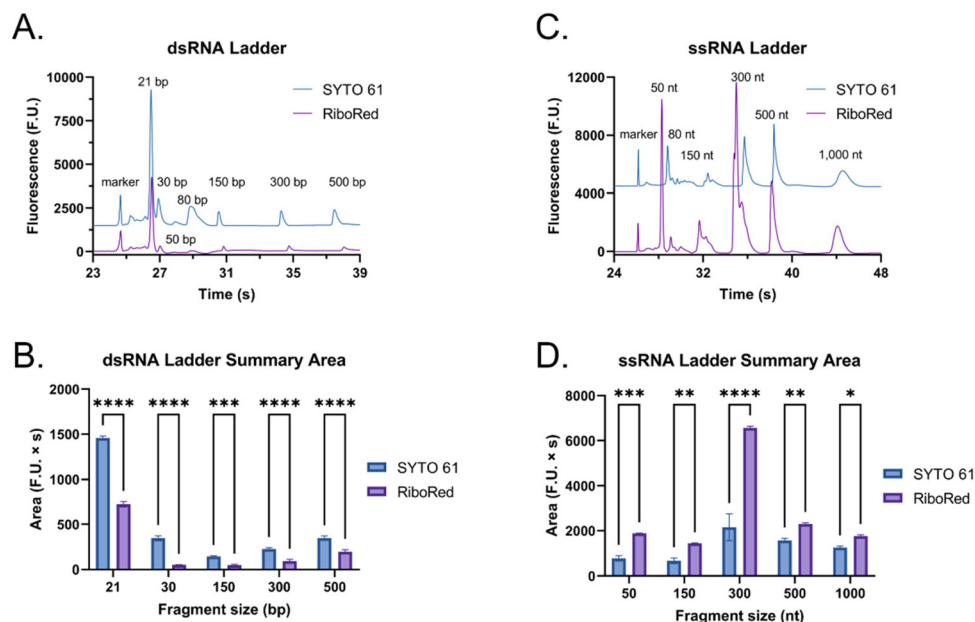 A.
dsRNA Ladder
10000
7500
5000
2500
0
Fluorescence (F.U.)
21 bp
SYTO 61
RiboRed
marker
30 bp
80 bp
150 bp
300 bp
500 bp
50 bp
23
27
31
35
39
Time (s)
C.
ssRNA Ladder
12000
8000
4000
0
Fluorescence (F.U.)
50 nt
300 nt
SYTO 61
RiboRed
marker
80 nt
150 nt
500 nt
1,000 nt
24
32
40
48
Time (s)
B.
dsRNA Ladder Summary Area
2000
1500
1000
500
0
Area (F.U. × s)
****
****
***
****
****
SYTO 61
RiboRed
21
30
150
300
500
Fragment size (bp)
D.
ssRNA Ladder Summary Area
8000
6000
4000
2000
0
Area (F.U. × s)
***
**
****
**
*
SYTO 61
RiboRed
50
150
300
500
1000
Fragment size (nt)